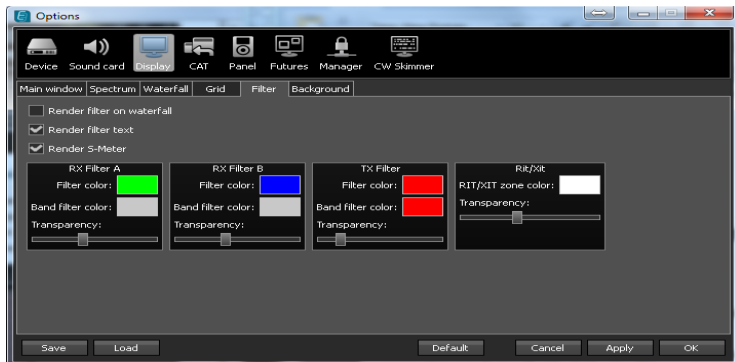 Options
Device Sound card Display CAT Panel Futures Manager CW Skimmer
Main window Spectrum Waterfall Grid Filter Background
Render filter on waterfall
Render filter text
Render S-Meter
RX Filter A RX Filter B TX Filter Rit/Xit
Filter color: Filter color: Filter color: RIT/XIT zone color:
Band filter color: Band filter color: Band filter color: Transparency:
Transparency: Transparency: Transparency:
Save Load Default Cancel Apply OK